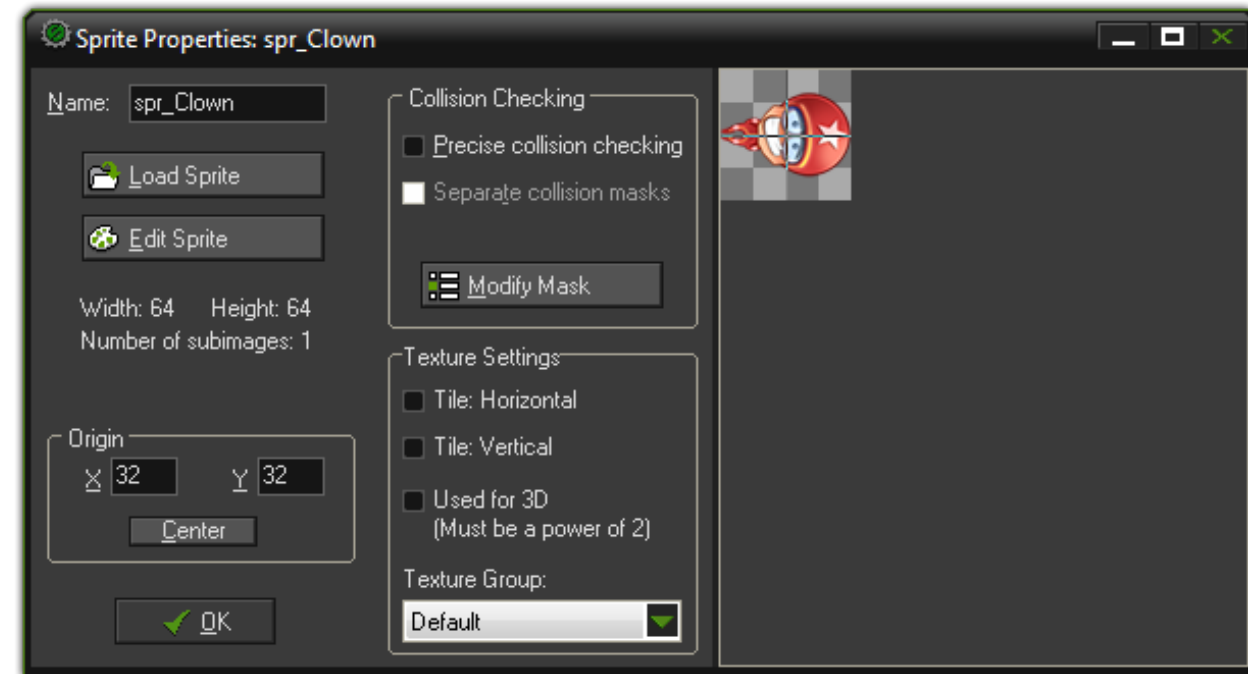 Sprite Properties: spr_Clown
Name: spr_Clown
Load Sprite
Edit Sprite
Width: 64 Height: 64
Number of subimages: 1
Origin
X 32 Y 32
Center
OK
Collision Checking
Precise collision checking
Separate collision masks
Modify Mask
Texture Settings
Tile: Horizontal
Tile: Vertical
Used for 3D
(Must be a power of 2)
Texture Group:
Default